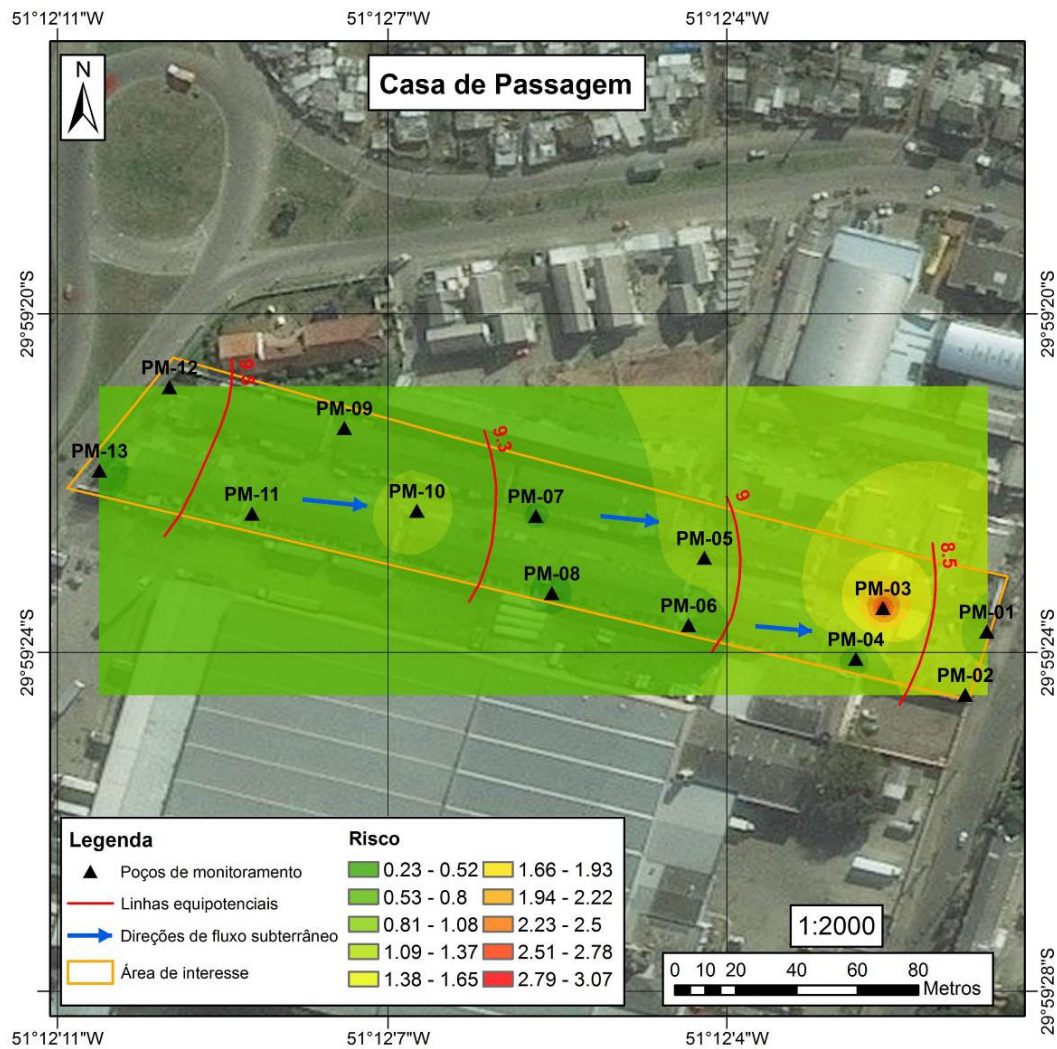 51°12'11"W 51°12'7"W 51°12'4"W
N
Casa de Passagem
29°59'20"S 29°59'20"S
PM-12
PM-09
9.3
PM-13
PM-11
PM-10
PM-07
9
PM-05
8.5
PM-08
PM-03
PM-06
PM-01
PM-04
29°59'24"S 29°59'24"S
PM-02
Legenda
Poços de monitoramento
Linhas equipotenciais
Direções de fluxo subterrâneo
Área de interesse
Risco
0.23 - 0.52 1.66 - 1.93
0.53 - 0.8 1.94 - 2.22
0.81 - 1.08 2.23 - 2.5
1.09 - 1.37 2.51 - 2.78
1.38 - 1.65 2.79 - 3.07
1:2000
0 10 20 40 60 80
Metros
29°59'28"S 29°59'28"S
51°12'11"W 51°12'7"W 51°12'4"W